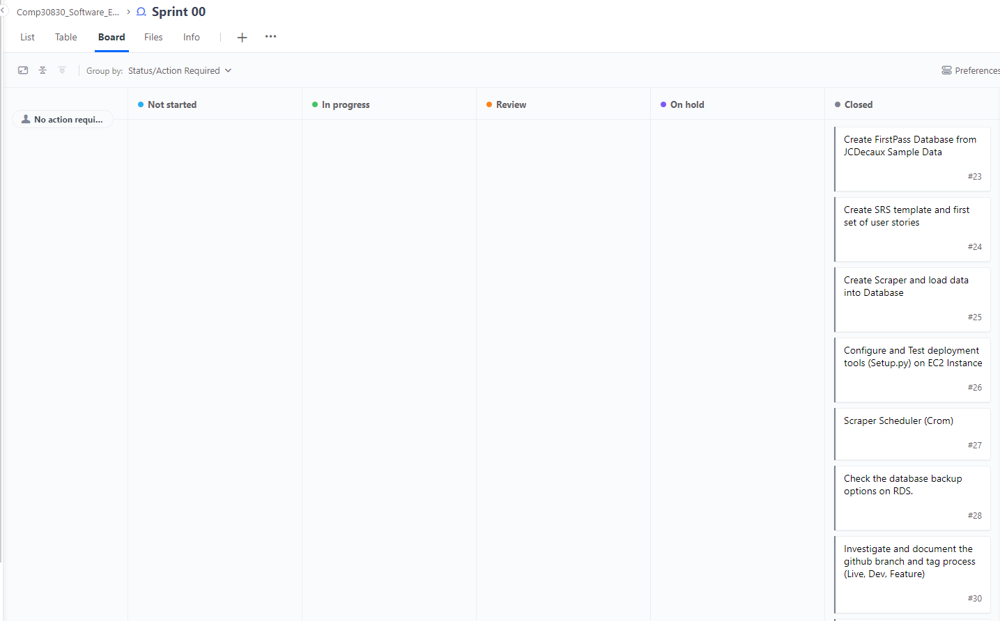 Comp30830_Software_E... > Sprint 00
List Table Board Files Info
Group by: Status/Action Required
Preferences
No action requi...
Not started
In progress
Review
On hold
Closed
Create FirstPass Database from
JCDecaux Sample Data
#23
Create SRS template and first
set of user stories
#24
Create Scraper and load data
into Database
#25
Configure and Test deployment
tools (Setup.py) on EC2 Instance
#26
Scraper Scheduler (Crom)
#27
Check the database backup
options on RDS.
#28
Investigate and document the
github branch and tag process
(Live, Dev, Feature)
#30